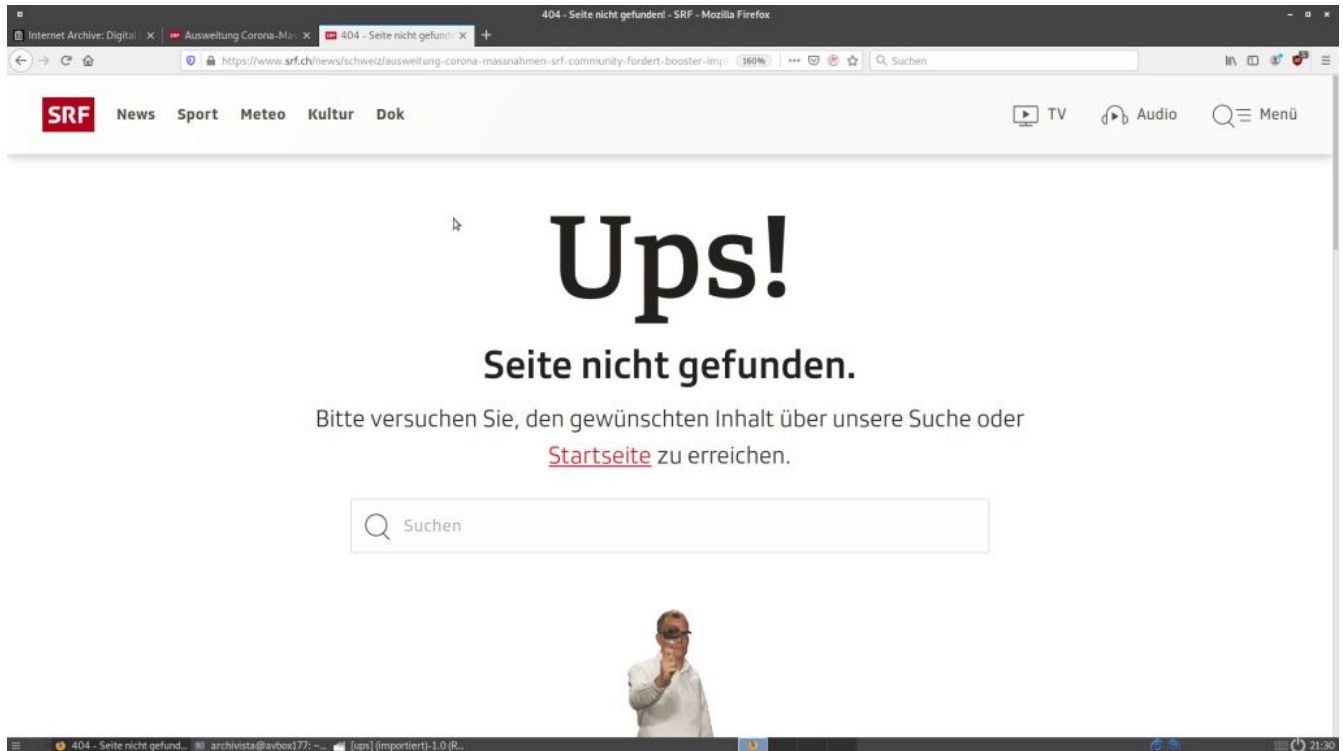 404 - Seite nicht gefunden! - SRF - Mozilla Firefox
Internet Archive: Digital
Ausweitung Corona-Mas
404 - Seite nicht gefunde
https://www.srf.ch/news/schweiz/ausweitung-corona-massnahmen-srf-community-fordert-booster-impf
160%
Suchen
SRF
News
Sport
Meteo
Kultur
Dok
TV
Audio
Menü
Ups!
Seite nicht gefunden.
Bitte versuchen Sie, den gewünschten Inhalt über unsere Suche oder
Startseite zu erreichen.
Suchen
404 - Seite nicht gefund...
archivista@avbox177: ~...
[ups] (importiert)-1.0 (R...
21:30